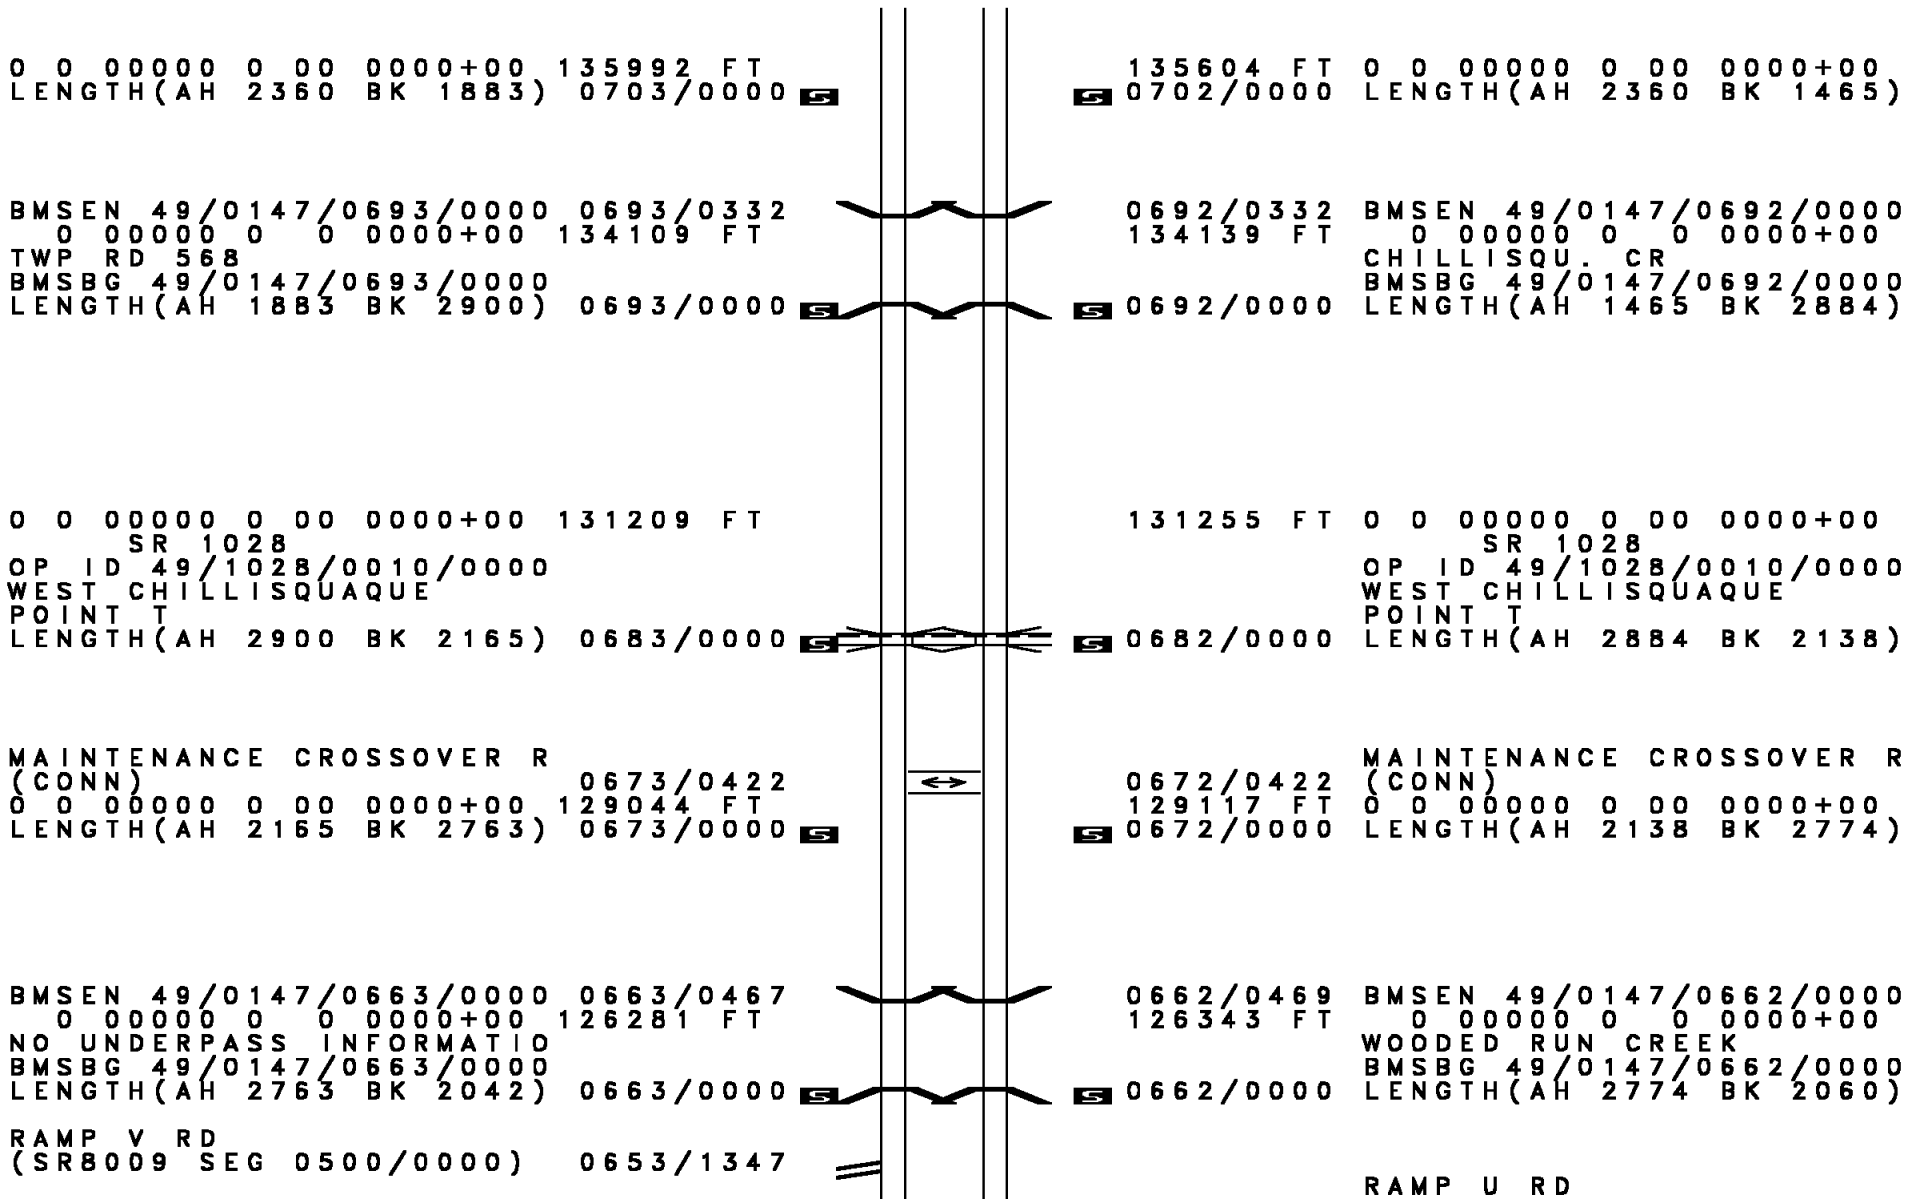 0 0 00000 0 00 0000+00 135992 FT
LENGTH(AH 2360 BK 1883) 0703/0000 S
135604 FT 0 0 00000 0 00 0000+00
S 0702/0000 LENGTH(AH 2360 BK 1465)
BMSEN 49/0147/0693/0000 0693/0332
0 00000 0 0 0000+00 134109 FT
TWP RD 568
BMSBG 49/0147/0693/0000
LENGTH(AH 1883 BK 2900) 0693/0000 S
0692/0332 BMSEN 49/0147/0692/0000
134139 FT 0 00000 0 0 0000+00
CHILLISQU. CR
BMSBG 49/0147/0692/0000
S 0692/0000 LENGTH(AH 1465 BK 2884)
0 0 00000 0 00 0000+00 131209 FT
SR 1028
OP ID 49/1028/0010/0000
WEST CHILLISQUAQUE
POINT T
LENGTH(AH 2900 BK 2165) 0683/0000 S
131255 FT 0 0 00000 0 00 0000+00
SR 1028
OP ID 49/1028/0010/0000
WEST CHILLISQUAQUE
POINT T
S 0682/0000 LENGTH(AH 2884 BK 2138)
MAINTENANCE CROSSOVER R
(CONN) 0673/0422
0 0 00000 0 00 0000+00 129044 FT
LENGTH(AH 2165 BK 2763) 0673/0000 S
MAINTENANCE CROSSOVER R
0672/0422 (CONN)
129117 FT 0 0 00000 0 00 0000+00
S 0672/0000 LENGTH(AH 2138 BK 2774)
BMSEN 49/0147/0663/0000 0663/0467
0 00000 0 0 0000+00 126281 FT
NO UNDERPASS INFORMATIO
BMSBG 49/0147/0663/0000
LENGTH(AH 2763 BK 2042) 0663/0000 S
0662/0469 BMSEN 49/0147/0662/0000
126343 FT 0 00000 0 0 0000+00
WOODED RUN CREEK
BMSBG 49/0147/0662/0000
S 0662/0000 LENGTH(AH 2774 BK 2060)
RAMP V RD
(SR8009 SEG 0500/0000) 0653/1347
RAMP U RD